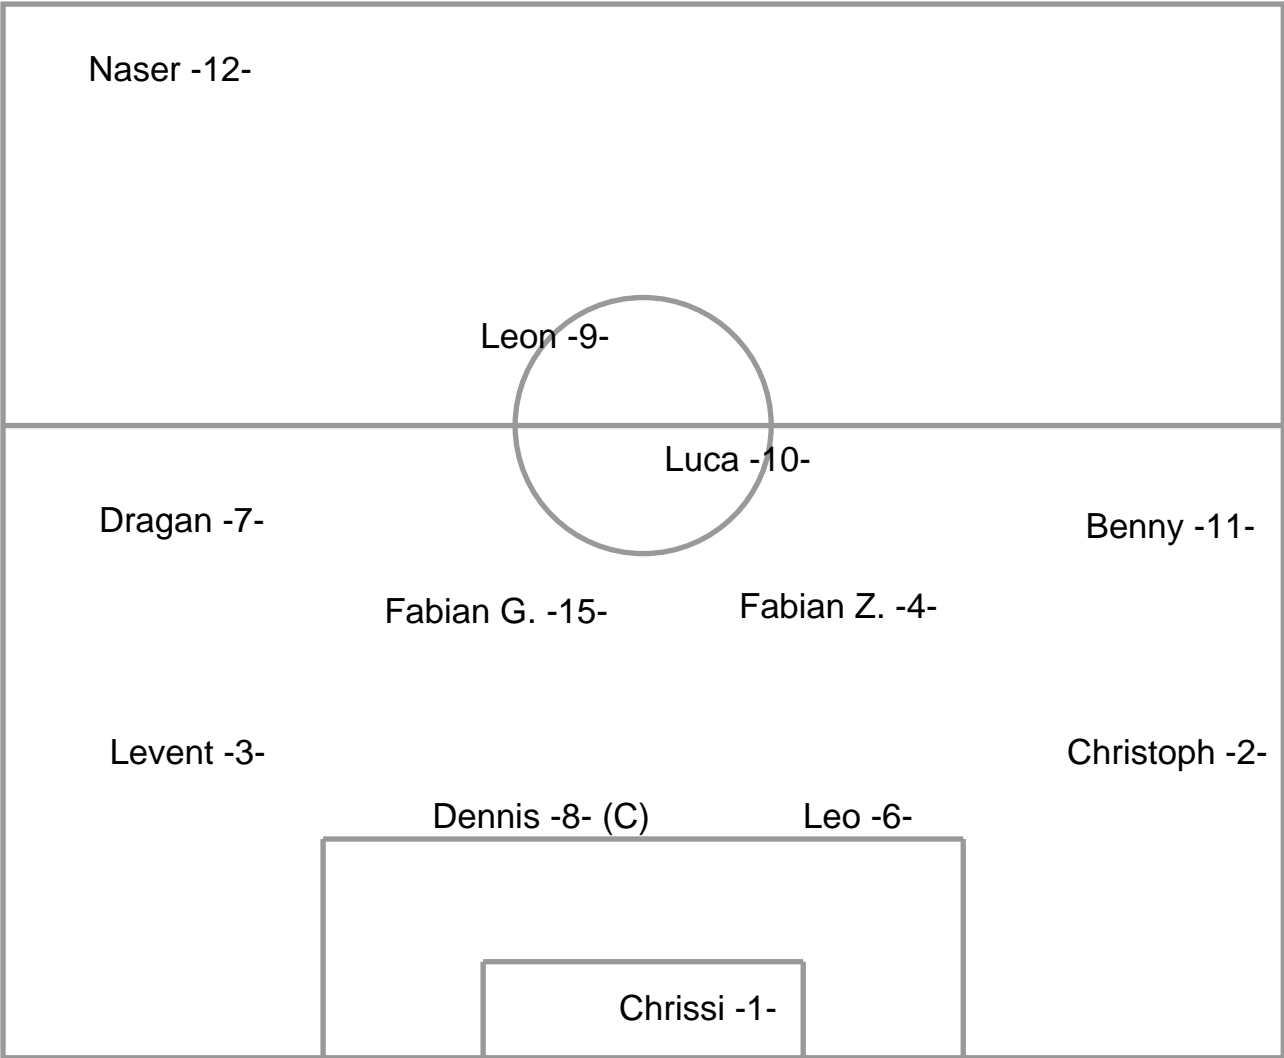 Naser -12-
Leon -9-
Luca -10-
Dragan -7-
Benny -11-
Fabian G. -15-
Fabian Z. -4-
Levent -3-
Christoph -2-
Dennis -8- (C)
Leo -6-
Chrissi -1-